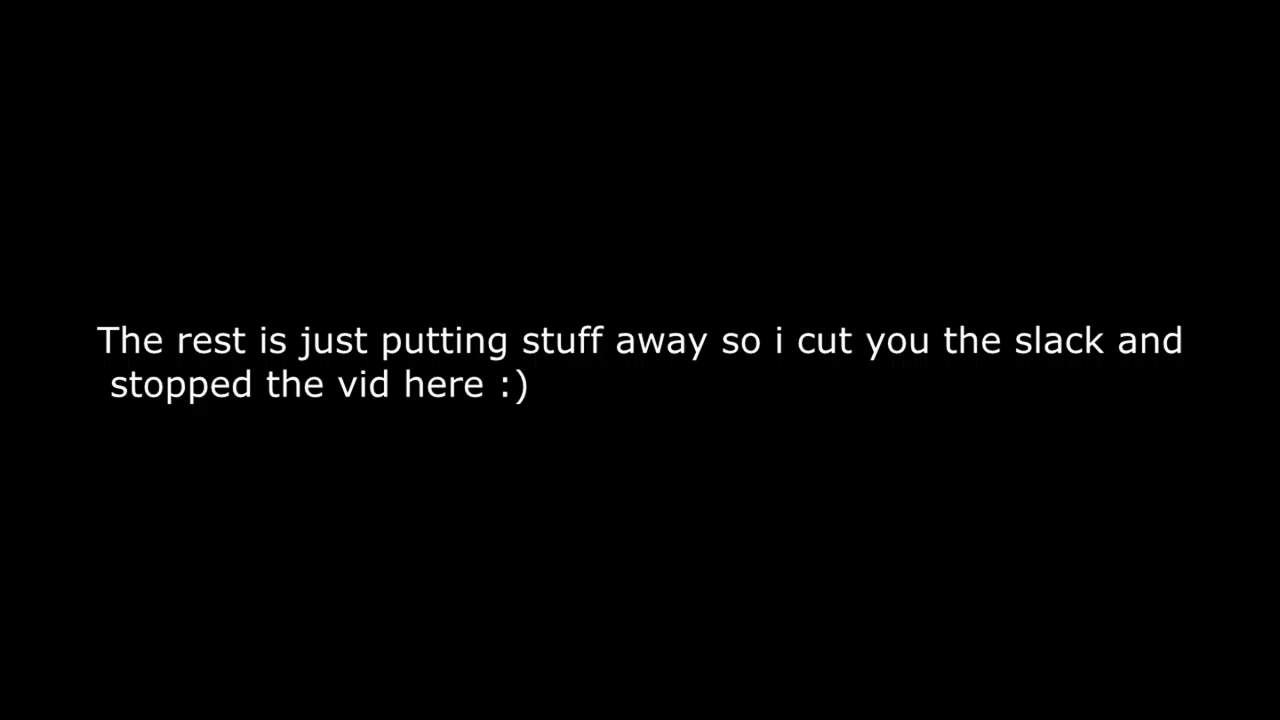 The rest is just putting stuff away so i cut you the slack and
stopped the vid here :)